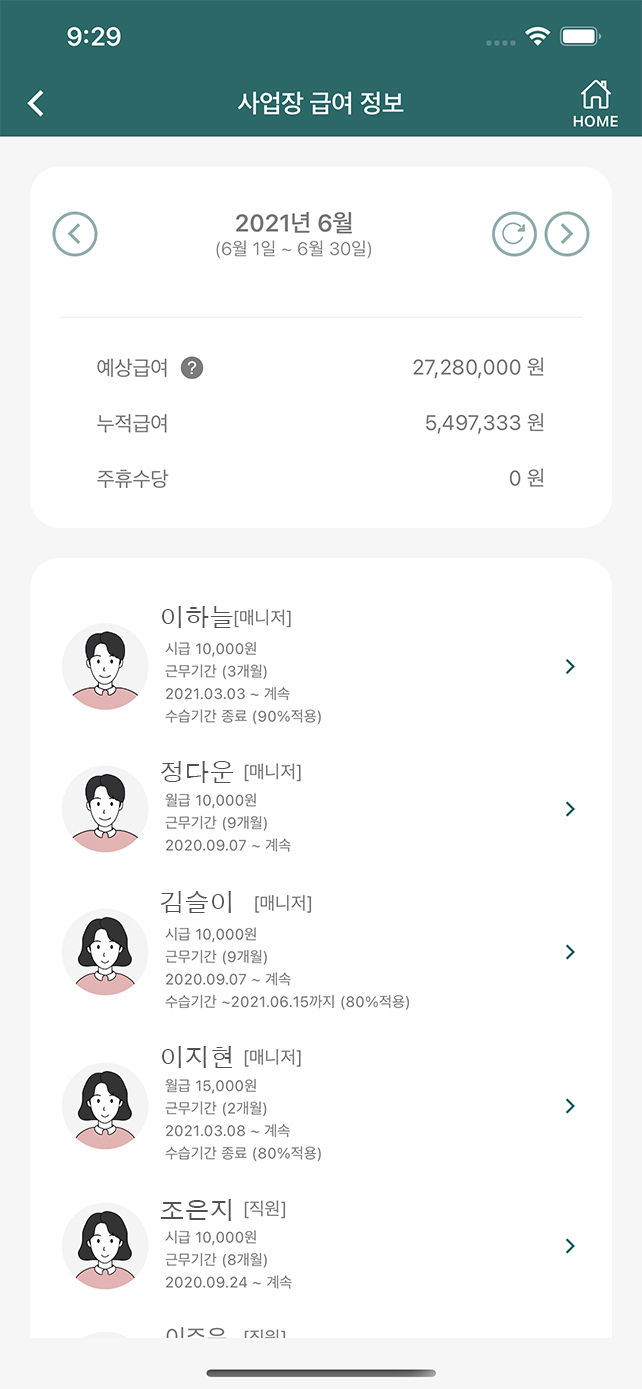 9:29
사업장 급여 정보
HOME
2021년 6월
(6월 1일 ~ 6월 30일)
예상급여 ? 27,280,000 원
누적급여 5,497,333 원
주휴수당 0 원
이하늘[매니저]
시급 10,000원
근무기간 (3개월)
2021.03.03 ~ 계속
수습기간 종료 (90%적용)
정다운 [매니저]
월급 10,000원
근무기간 (9개월)
2020.09.07 ~ 계속
김슬이 [매니저]
시급 10,000원
근무기간 (9개월)
2020.09.07 ~ 계속
수습기간 ~2021.06.15까지 (80%적용)
이지현 [매니저]
월급 15,000원
근무기간 (2개월)
2021.03.08 ~ 계속
수습기간 종료 (80%적용)
조은지 [직원]
시급 10,000원
근무기간 (8개월)
2020.09.24 ~ 계속
[직원]